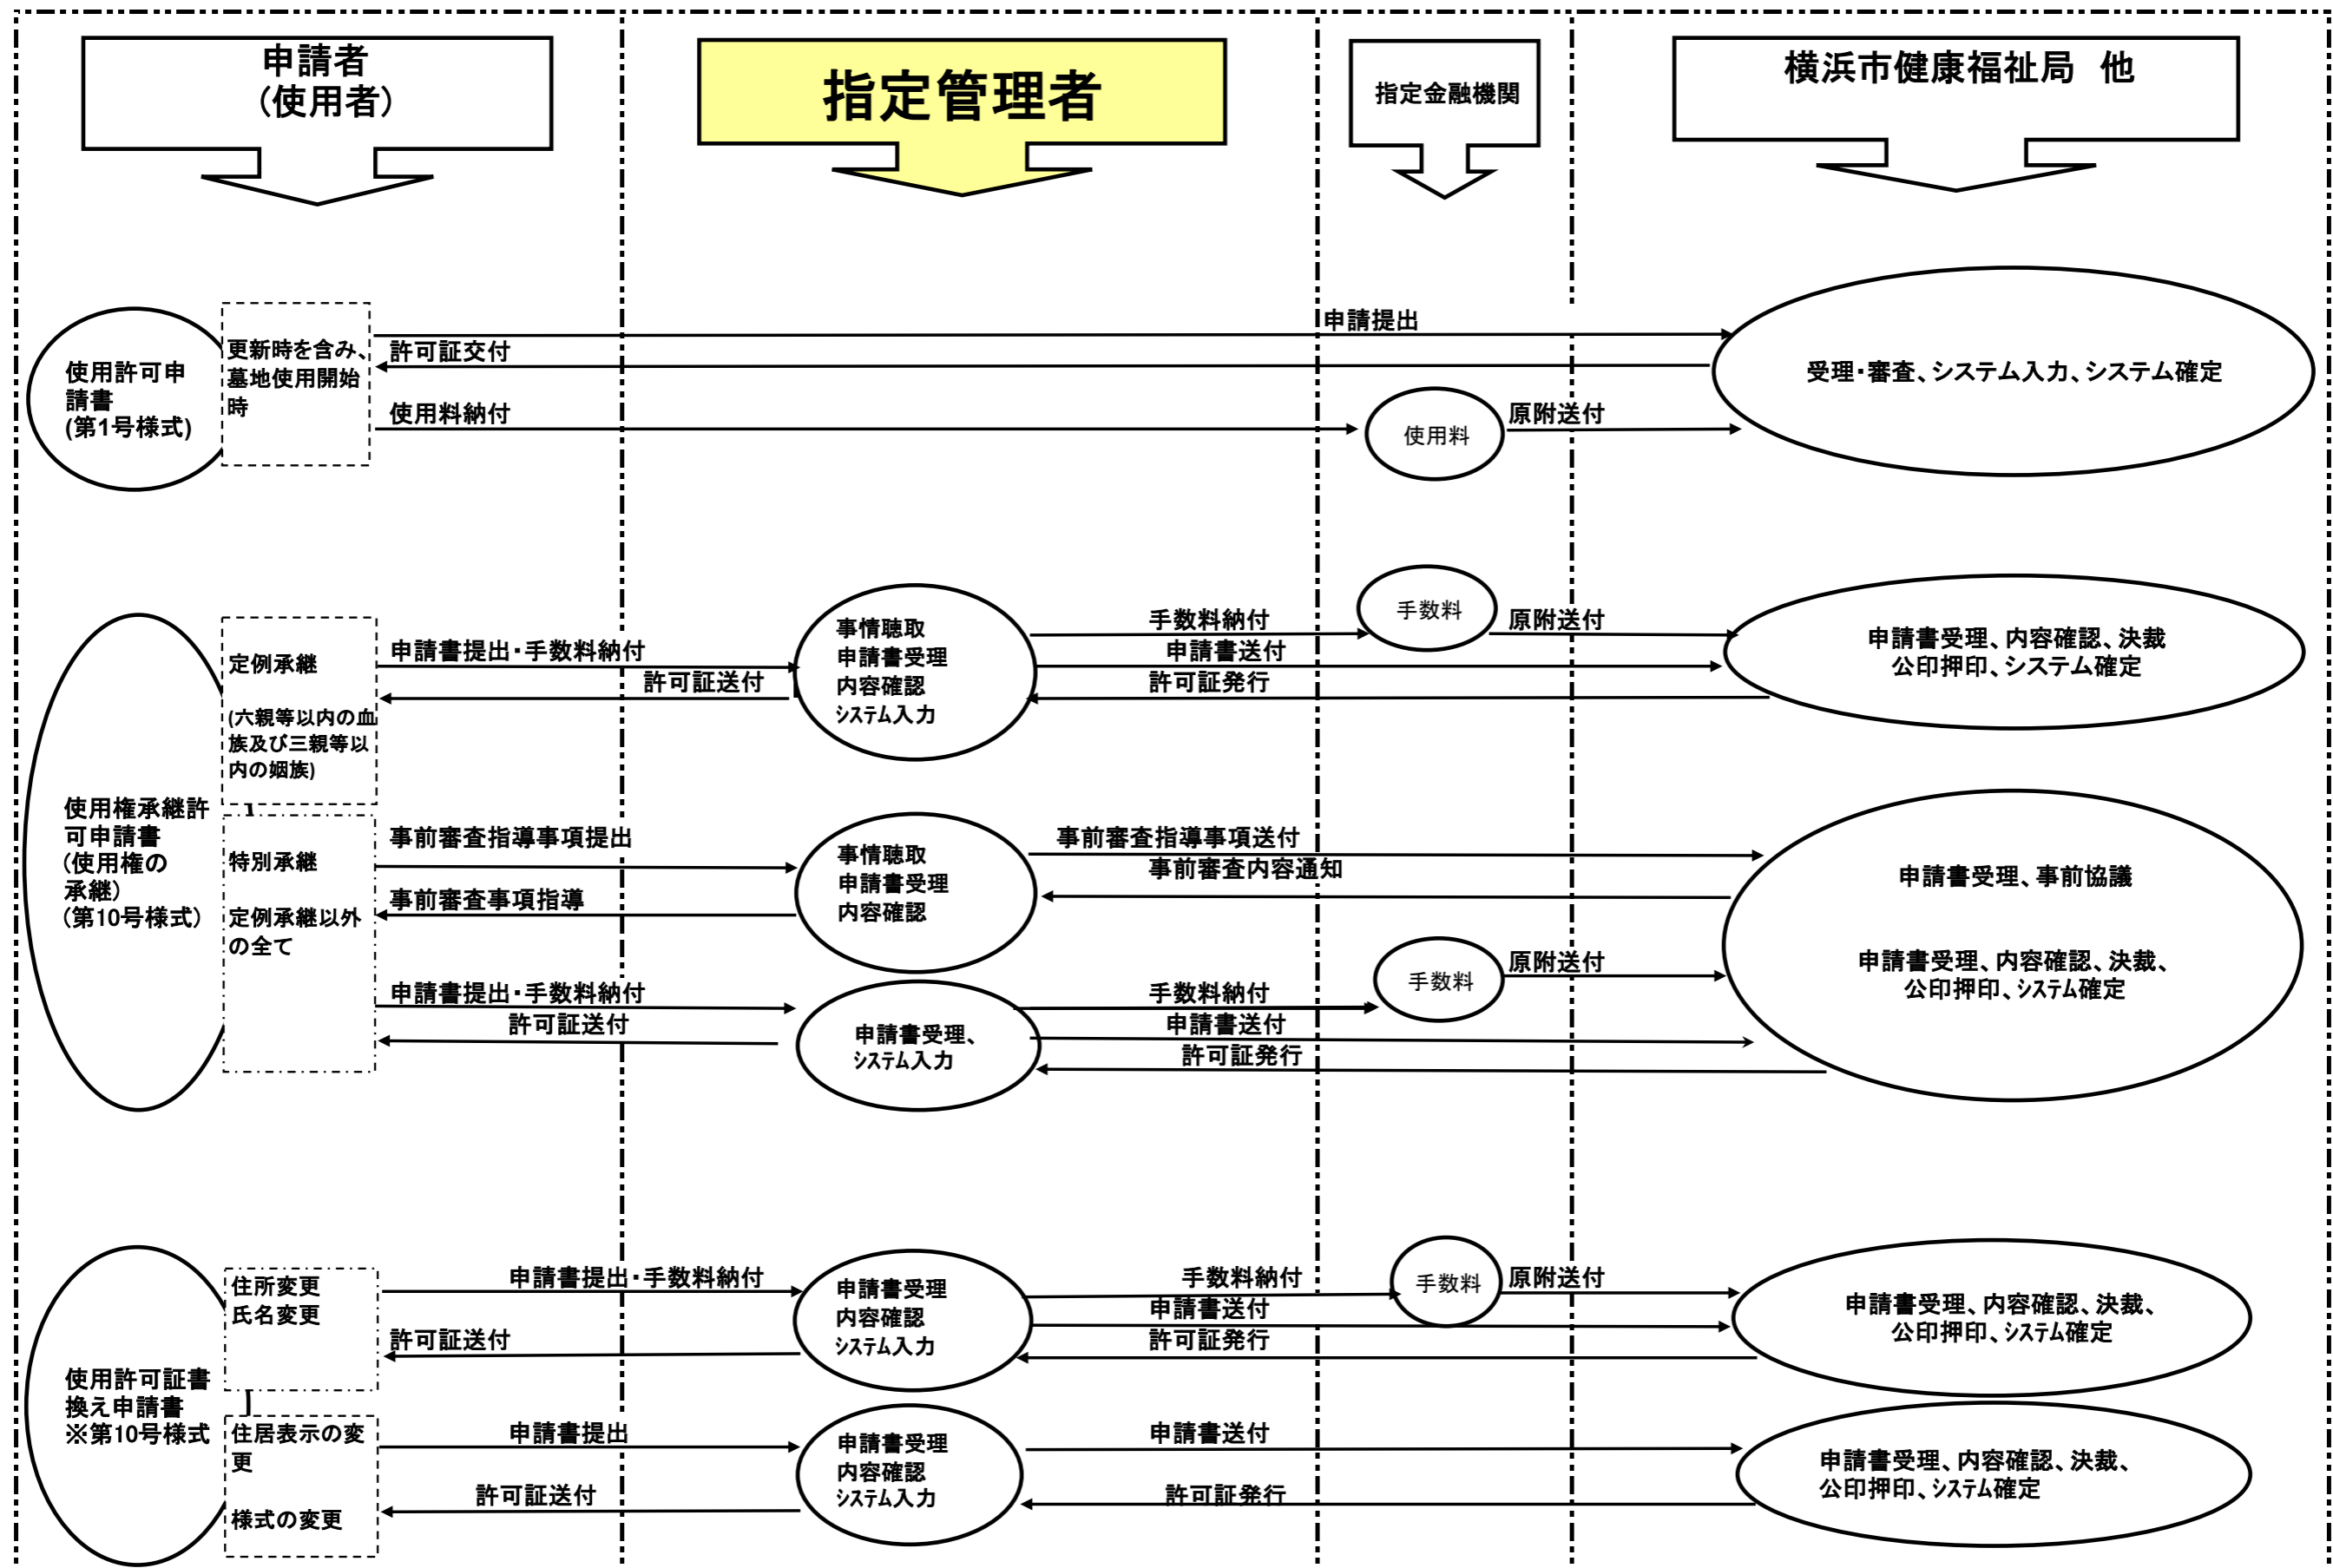 申請者
（使用者）
指定管理者
指定金融機関
横浜市健康福祉局　他
使用許可申
請書
(第1号様式)
更新時を含み、
墓地使用開始
時
申請提出
許可証交付
使用料納付
使用料
原附送付
受理・審査、システム入力、システム確定
使用権承継許
可申請書
（使用権の
承継）
（第10号様式）
定例承継
(六親等以内の血
族及び三親等以
内の姻族)
申請書提出・手数料納付
許可証送付
事情聴取
申請書受理
内容確認
ｼｽﾃﾑ入力
手数料納付
申請書送付
許可証発行
手数料
原附送付
申請書受理、内容確認、決裁
公印押印、システム確定
特別承継
定例承継以外
の全て
事前審査指導事項提出
事前審査事項指導
事情聴取
申請書受理
内容確認
事前審査指導事項送付
事前審査内容通知
申請書受理、事前協議
申請書提出・手数料納付
許可証送付
申請書受理、
ｼｽﾃﾑ入力
手数料納付
申請書送付
許可証発行
手数料
原附送付
申請書受理、内容確認、決裁、
公印押印、ｼｽﾃﾑ確定
使用許可証書
換え申請書
※第10号様式
住所変更
氏名変更
申請書提出・手数料納付
許可証送付
申請書受理
内容確認
ｼｽﾃﾑ入力
手数料納付
申請書送付
許可証発行
手数料
原附送付
申請書受理、内容確認、決裁、
公印押印、ｼｽﾃﾑ確定
住居表示の変
更
様式の変更
申請書提出
許可証送付
申請書受理
内容確認
ｼｽﾃﾑ入力
申請書送付
許可証発行
申請書受理、内容確認、決裁、
公印押印、ｼｽﾃﾑ確定